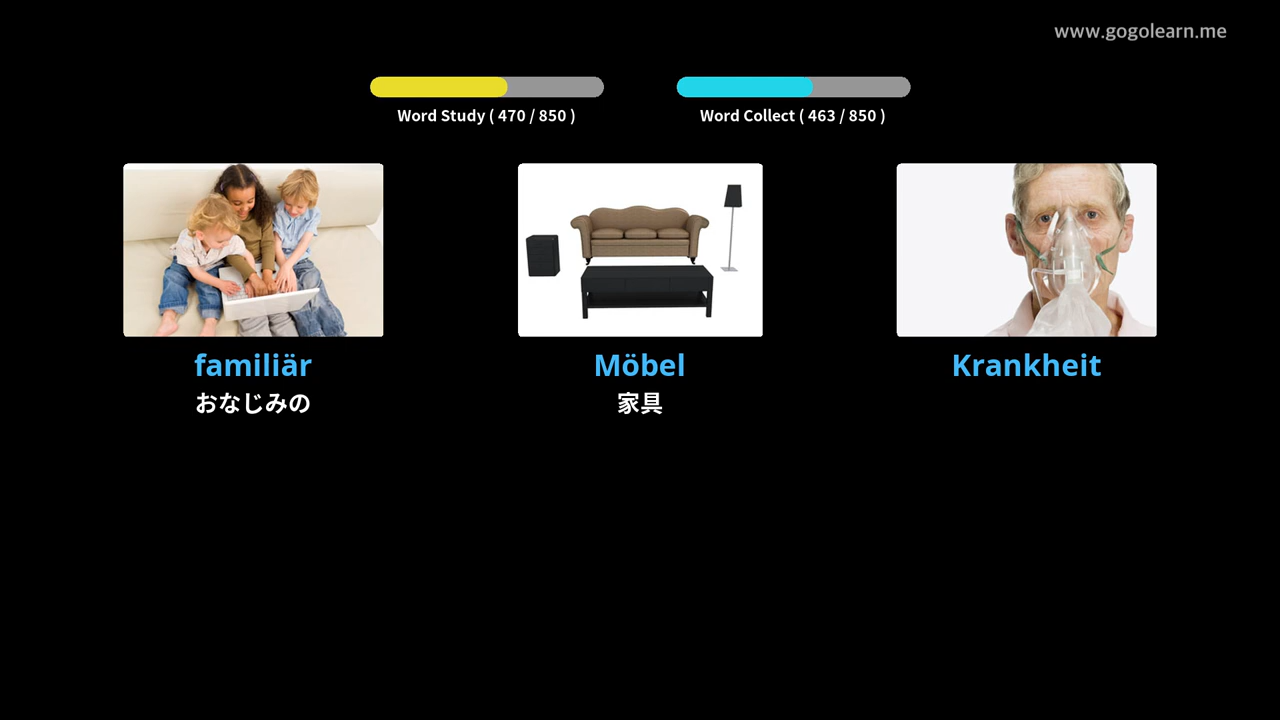 www.gogolearn.me
Word Study ( 470 / 850 )
Word Collect ( 463 / 850 )
familiär
おなじみの
Möbel
家具
Krankheit